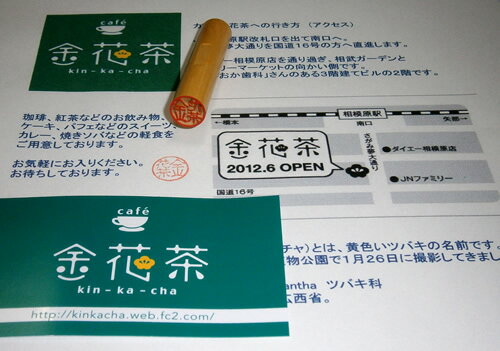 café
金花茶
kin-ka-cha
花茶への行き方 (アクセス)
原駅改札口を出て南口へ。
夢大通りを国道16号の方へ直進します。
相模原店を通り過ぎ、相武ガーデンと
リーマーケットの向かい側です。
おか歯科」さんのある3階建てビルの2階です。
珈琲、紅茶などのお飲み物、
ケーキ、パフェなどのスイーツ、
カレー、焼きソバなどの軽食を
ご用意しております。
お気軽にお入りください。
お待ちしております。
←橋本
相模原駅
矢部→
南口
さがみ夢大通り
金花茶
2012.6 OPEN
ダイエー相模原店
JNファミリー
国道16号
チャ)とは、黄色いツバキの名前です。
物公園で1月26日に撮影してきまし
antha ツバキ科
広西省。
café
金花茶
kin-ka-cha
http://kinkacha.web.fc2.com/